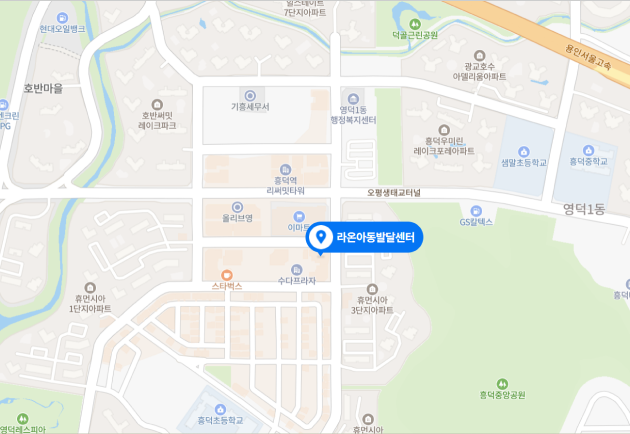 힐스테이트
7단지아파트
현대오일뱅크
덕골근린공원
용인서울고속
광교호수
아델리움아파트
호반마을
기흥세무서
영덕1동
행정복지센터
호반써밋
레이크파크
흥덕우미린
레이크포레아파트
PG
샘말초등학교
흥덕중학교
흥덕역
리써밋타워
오평생태교터널
올리브영
이마트
GS칼텍스
영덕1동
라온아동발달센터
스타벅스
수다프라자
휴먼시아
1단지아파트
휴먼시아
3단지아파트
흥덕
흥덕중앙공원
영덕레스피아
흥덕초등학교
휴먼시아